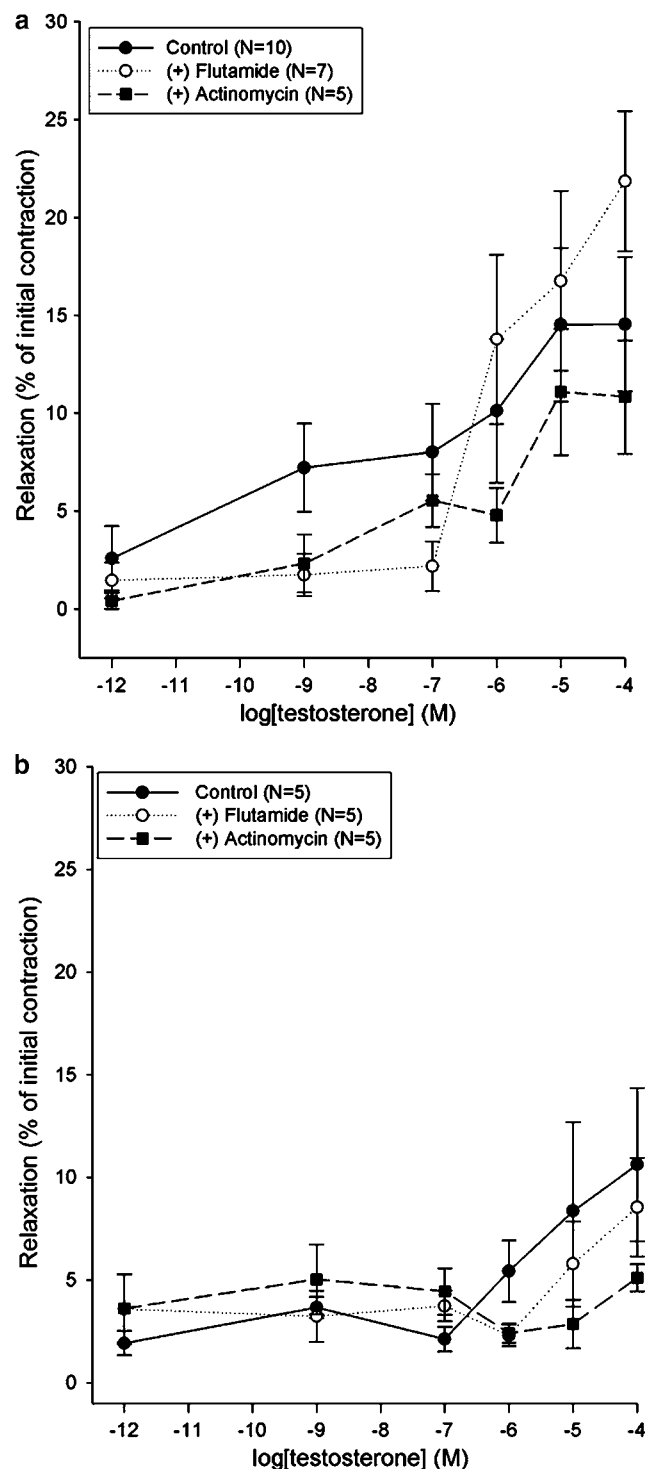 a
30
Control (N=10)
(+) Flutamide (N=7)
(+) Actinomycin (N=5)
25
20
15
10
5
0
Relaxation (% of initial contraction)
-12 -11 -10 -9 -8 -7 -6 -5 -4
log[testosterone] (M)
b
30
Control (N=5)
(+) Flutamide (N=5)
(+) Actinomycin (N=5)
25
20
15
10
5
0
Relaxation (% of initial contraction)
-12 -11 -10 -9 -8 -7 -6 -5 -4
log[testosterone] (M)